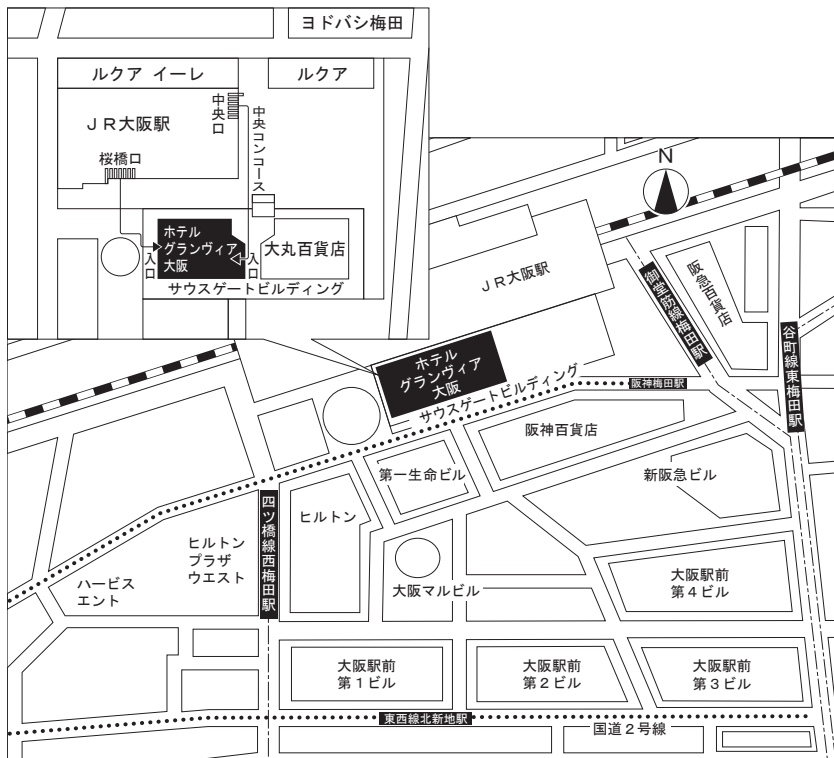 ヨドバシ梅田
ルクア イーレ
ルクア
JR大阪駅
中央口
中央コンコース
桜橋口
ホテル
グランヴィア
大阪
入口
入口
大丸百貨店
サウスゲートビルディング
N
JR大阪駅
御堂筋線梅田駅
阪急百貨店
谷町線東梅田駅
ホテル
グランヴィア
大阪
サウスゲートビルディング
阪神梅田駅
阪神百貨店
第一生命ビル
新阪急ビル
四ツ橋線西梅田駅
ヒルトン
ヒルトン
プラザ
ウエスト
ハービス
エント
大阪マルビル
大阪駅前
第4ビル
大阪駅前
第1ビル
大阪駅前
第2ビル
大阪駅前
第3ビル
東西線北新地駅
国道2号線